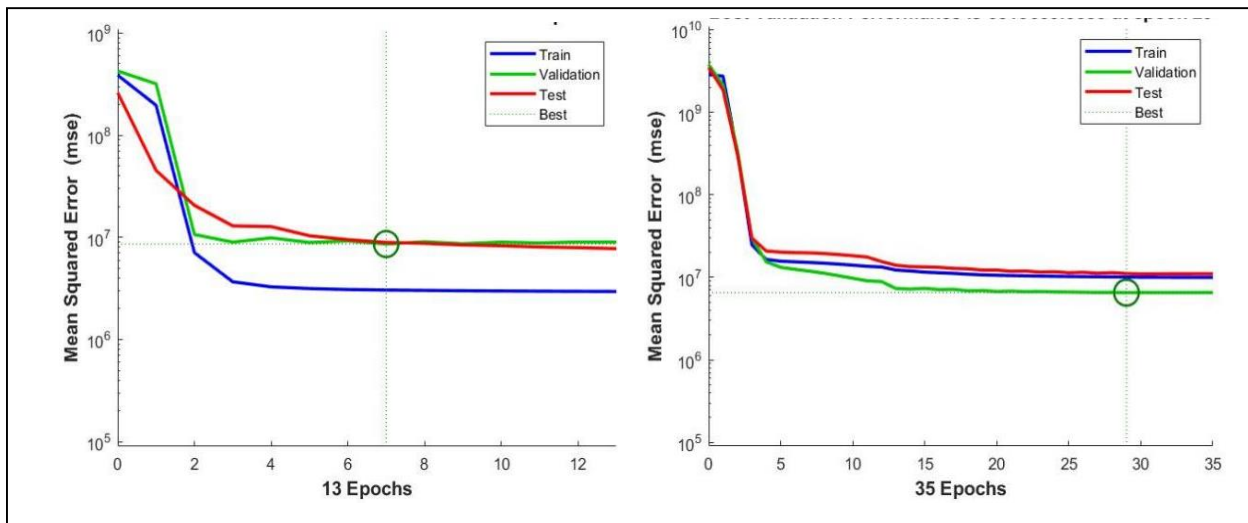 10^9
10^8
10^7
10^6
10^5
Mean Squared Error (mse)
Train
Validation
Test
Best
0 2 4 6 8 10 12
13 Epochs
10^10
10^9
10^8
10^7
10^6
10^5
Mean Squared Error (mse)
Train
Validation
Test
Best
0 5 10 15 20 25 30 35
35 Epochs